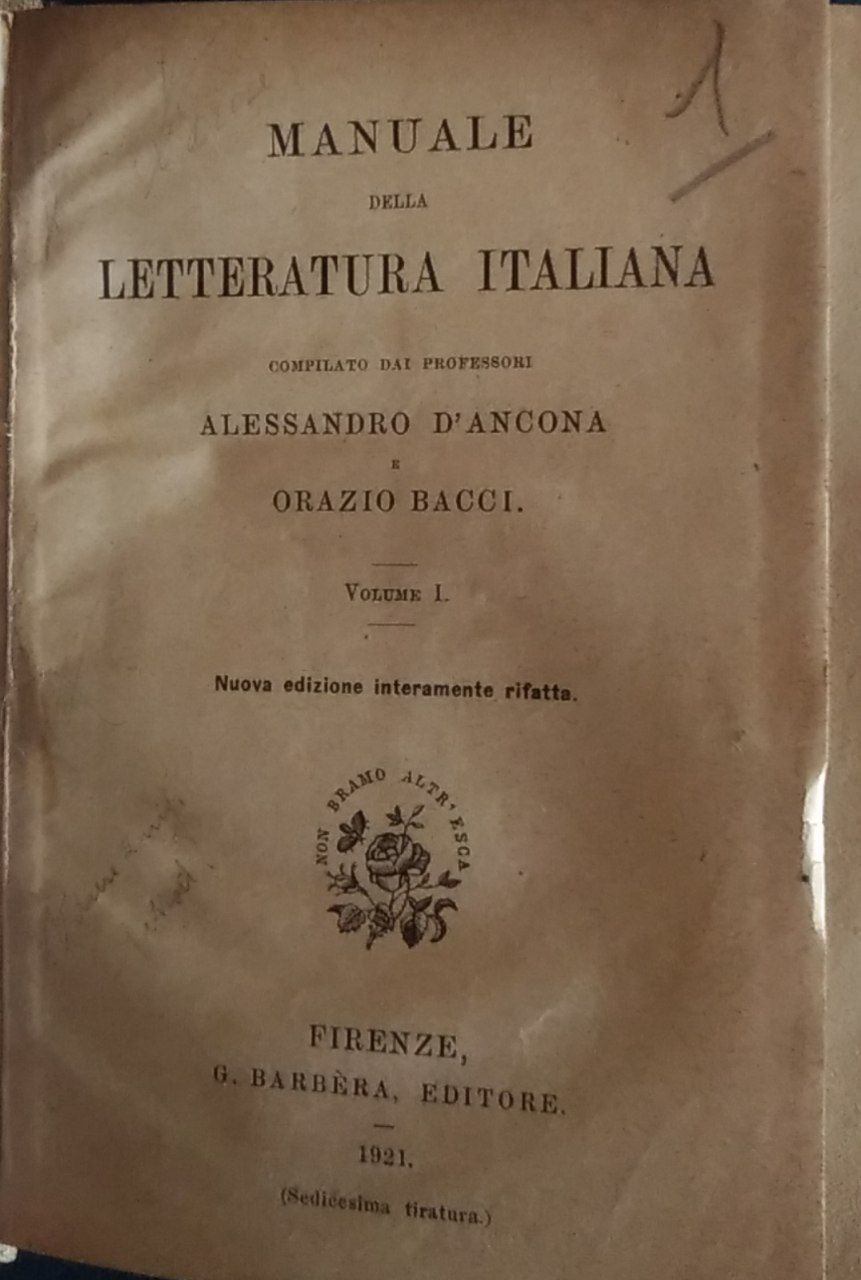 1
MANUALE
DELLA
LETTERATURA ITALIANA
COMPILATO DAI PROFESSORI
ALESSANDRO D'ANCONA
E
ORAZIO BACCI.
VOLUME I.
Nuova edizione interamente rifatta.
NON BRAMO ALTR' ESCA
FIRENZE,
G. BARBÈRA, EDITORE.
1921.
(Sedicesima tiratura.)